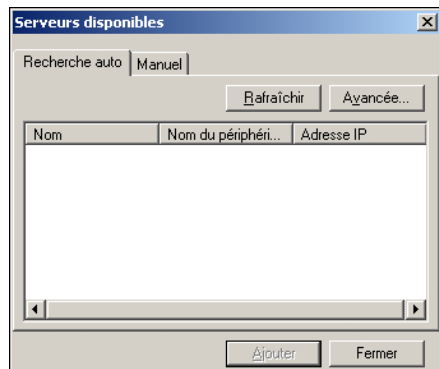 Serveurs disponibles
Recherche auto Manuel
Rafraîchir Avancée...
Nom Nom du périphéri... Adresse IP
Ajouter Fermer